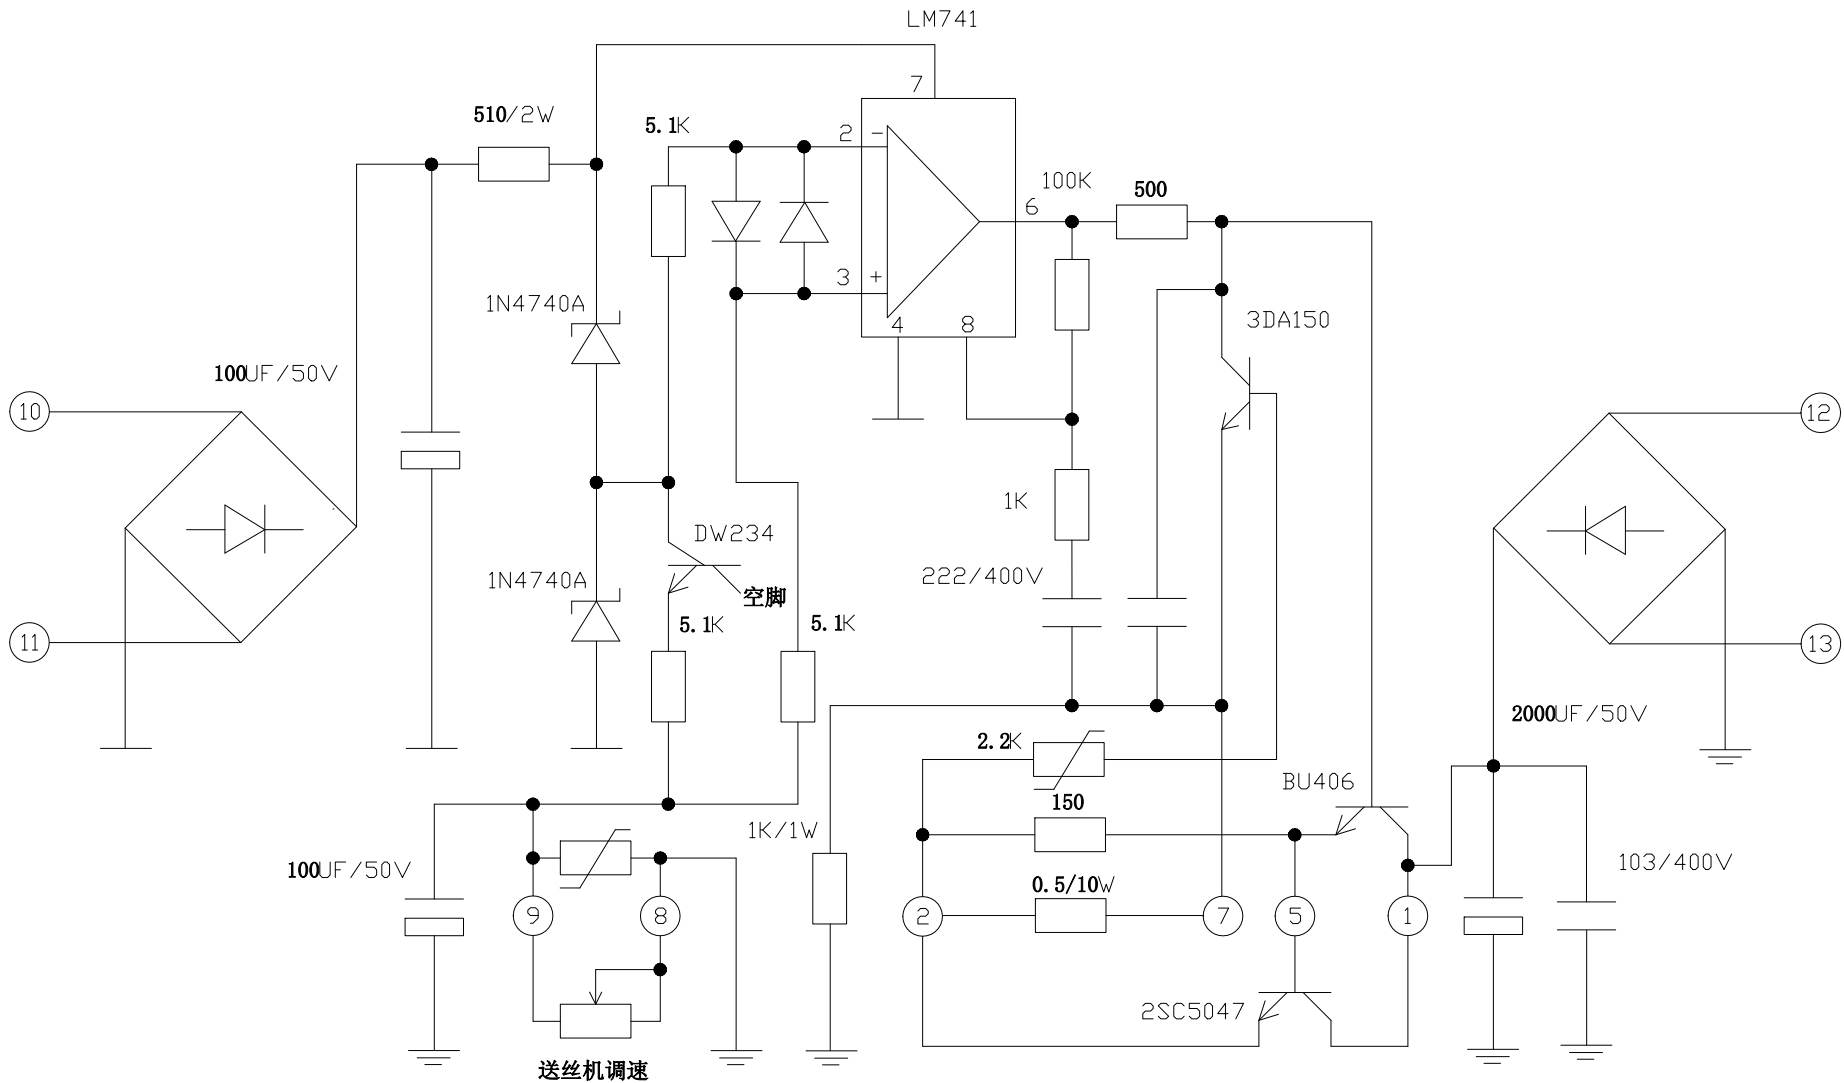 LM741
7
510/2W
5.1K
2 -
100K
500
6
3 +
1N4740A
4
8
3DA150
100UF/50V
10
12
1K
DW234
222/400V
1N4740A
空脚
5.1K
5.1K
11
13
2000UF/50V
2.2K
BU406
150
1K/1W
103/400V
100UF/50V
0.5/10W
9
8
2
7
5
1
2SC5047
送丝机调速